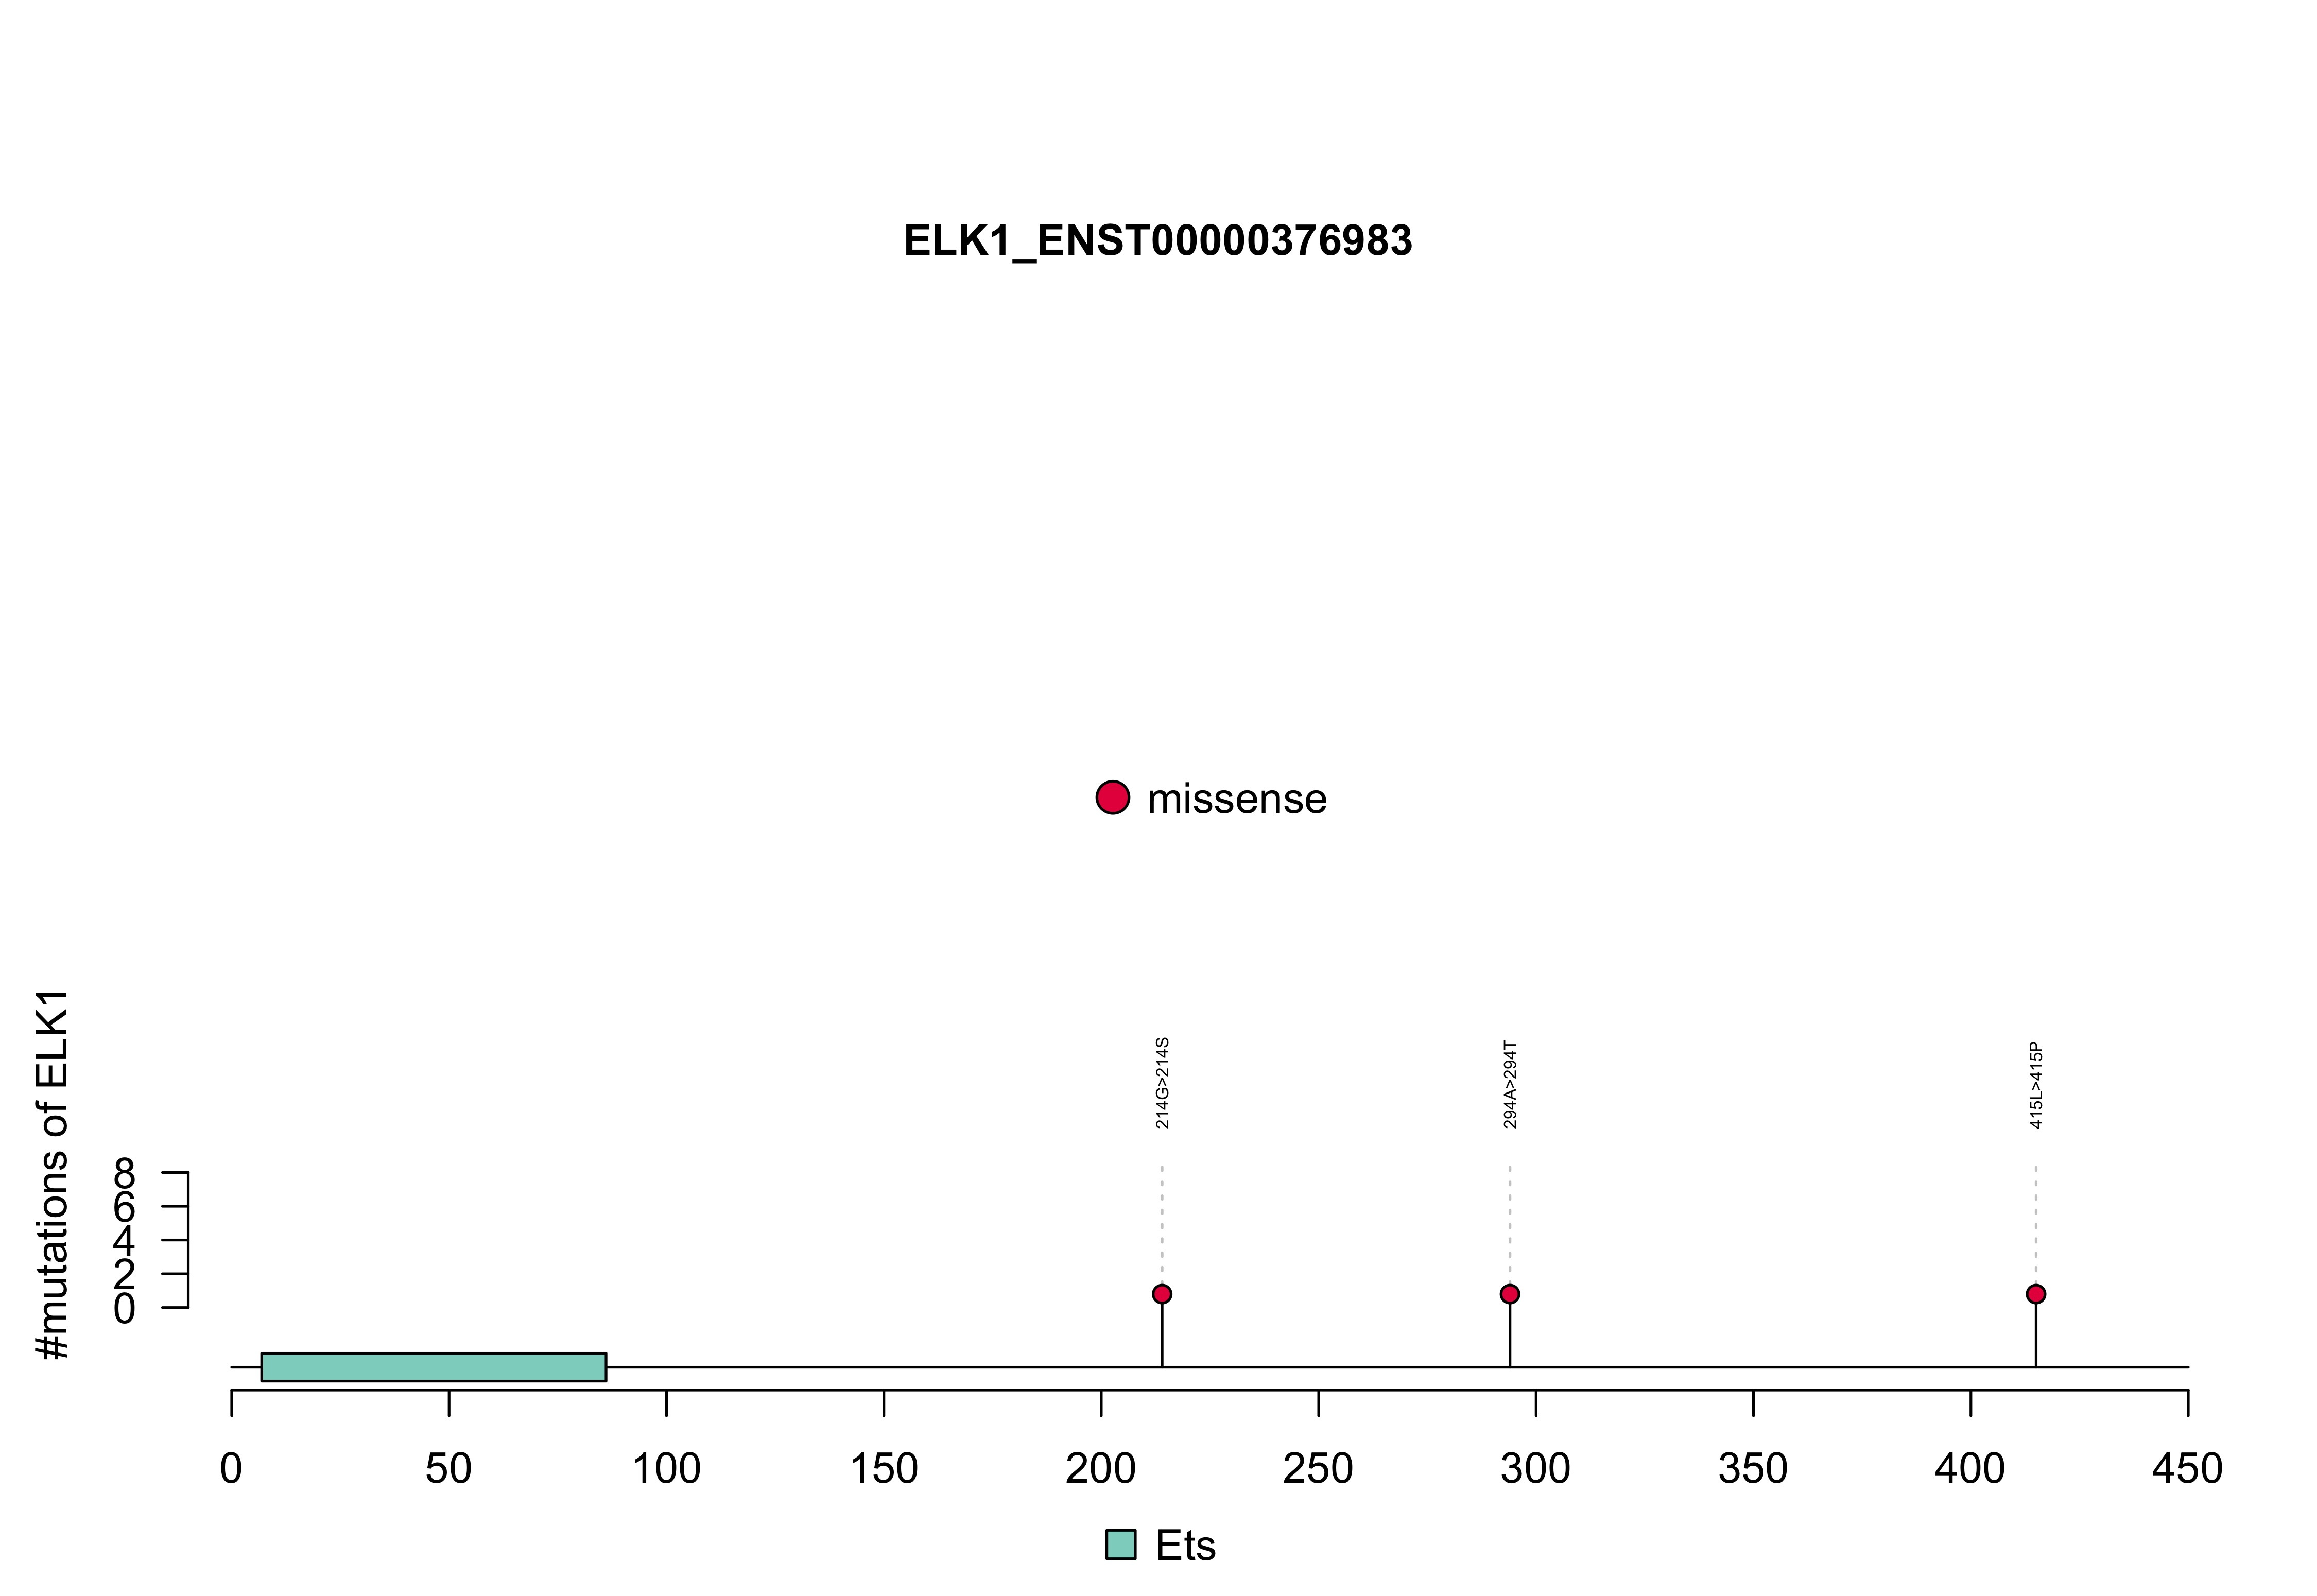 ELK1_ENST00000376983
missense
#mutations of ELK1
214G>214S
294A>294T
415L>415P
8
6
4
2
0
0 50 100 150 200 250 300 350 400 450
Ets